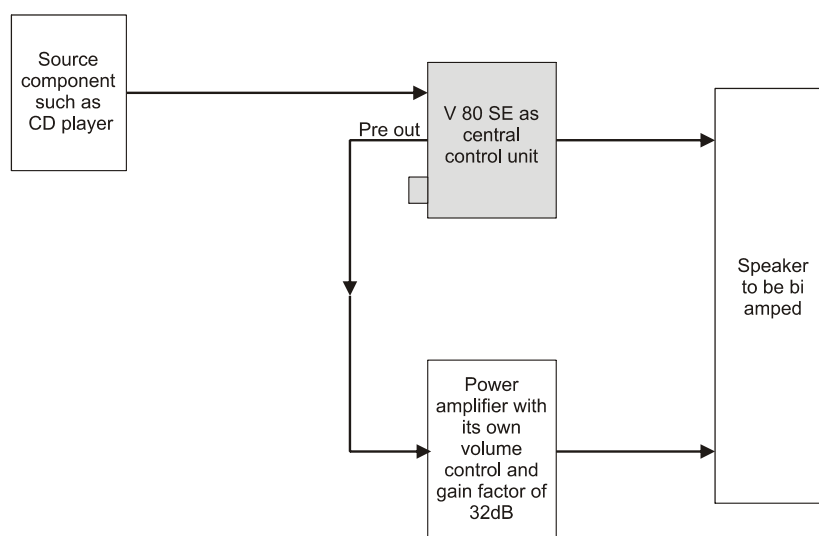 Source
component
such as
CD player
Pre out
V 80 SE as
central
control unit
Speaker
to be bi
amped
Power
amplifier with
its own
volume
control and
gain factor of
32dB